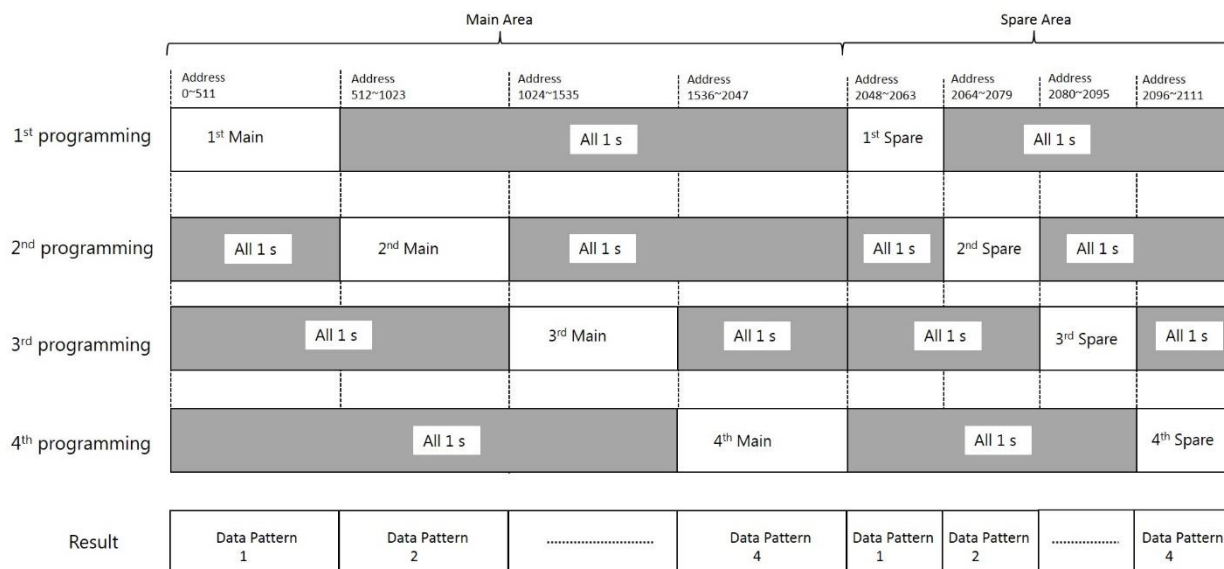 Main Area
Spare Area
Address
0~511
Address
512~1023
Address
1024~1535
Address
1536~2047
Address
2048~2063
Address
2064~2079
Address
2080~2095
Address
2096~2111
1st programming
1st Main
All 1 s
1st Spare
All 1 s
2nd programming
All 1 s
2nd Main
All 1 s
All 1 s
2nd Spare
All 1 s
3rd programming
All 1 s
3rd Main
All 1 s
All 1 s
3rd Spare
All 1 s
4th programming
All 1 s
4th Main
All 1 s
4th Spare
Result
Data Pattern
1
Data Pattern
2
........................
Data Pattern
4
Data Pattern
1
Data Pattern
2
................
Data Pattern
4